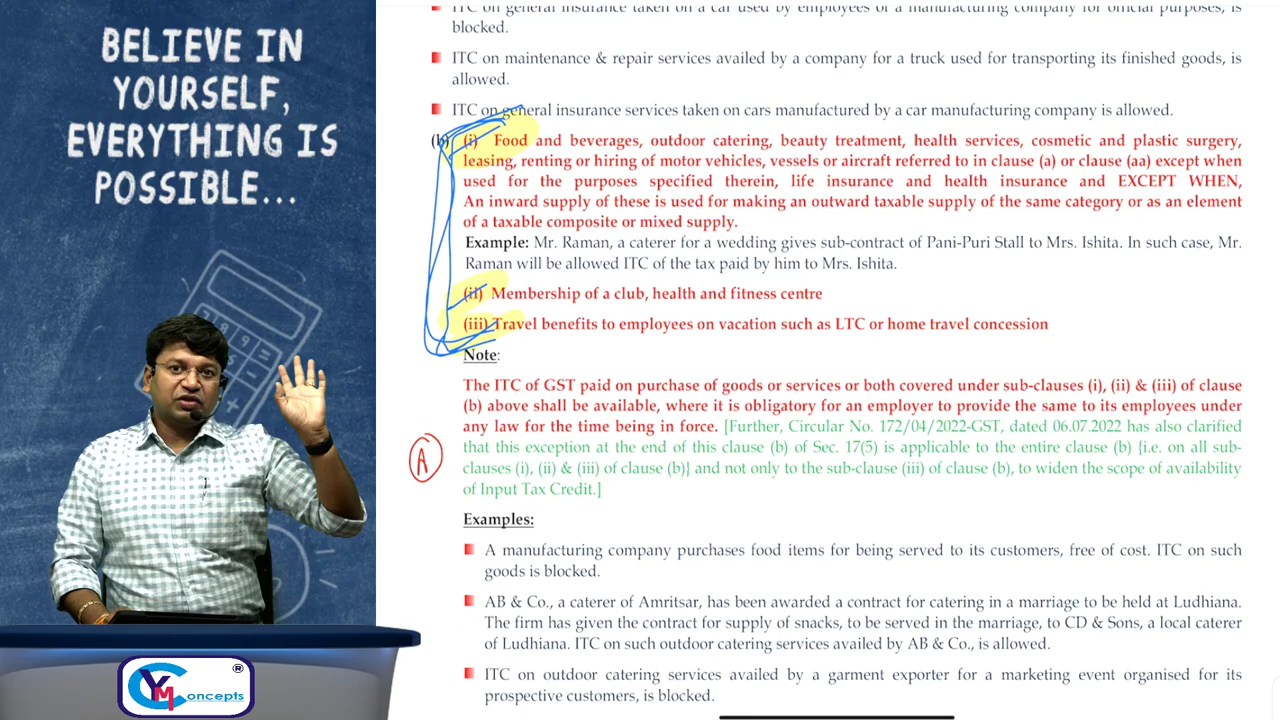 BELIEVE IN
YOURSELF,
EVERYTHING IS
POSSIBLE...
ITC on general insurance taken on a car used by employees of a manufacturing company for official purposes, is
blocked.
ITC on maintenance & repair services availed by a company for a truck used for transporting its finished goods, is
allowed.
ITC on general insurance services taken on cars manufactured by a car manufacturing company is allowed.
(b) (i) Food and beverages, outdoor catering, beauty treatment, health services, cosmetic and plastic surgery,
leasing, renting or hiring of motor vehicles, vessels or aircraft referred to in clause (a) or clause (aa) except when
used for the purposes specified therein, life insurance and health insurance and EXCEPT WHEN,
An inward supply of these is used for making an outward taxable supply of the same category or as an element
of a taxable composite or mixed supply.
Example: Mr. Raman, a caterer for a wedding gives sub-contract of Pani-Puri Stall to Mrs. Ishita. In such case, Mr.
Raman will be allowed ITC of the tax paid by him to Mrs. Ishita.
(ii) Membership of a club, health and fitness centre
(iii) Travel benefits to employees on vacation such as LTC or home travel concession
Note:
The ITC of GST paid on purchase of goods or services or both covered under sub-clauses (i), (ii) & (iii) of clause
(b) above shall be available, where it is obligatory for an employer to provide the same to its employees under
any law for the time being in force. [Further, Circular No. 172/04/2022-GST, dated 06.07.2022 has also clarified
that this exception at the end of this clause (b) of Sec. 17(5) is applicable to the entire clause (b) {i.e. on all sub-
A
clauses (i), (ii) & (iii) of clause (b)} and not only to the sub-clause (iii) of clause (b), to widen the scope of availability
of Input Tax Credit.]
Examples:
A manufacturing company purchases food items for being served to its customers, free of cost. ITC on such
goods is blocked.
AB & Co., a caterer of Amritsar, has been awarded a contract for catering in a marriage to be held at Ludhiana.
The firm has given the contract for supply of snacks, to be served in the marriage, to CD & Sons, a local caterer
of Ludhiana. ITC on such outdoor catering services availed by AB & Co., is allowed.
ITC on outdoor catering services availed by a garment exporter for a marketing event organised for its
prospective customers, is blocked.
YM Concepts ®